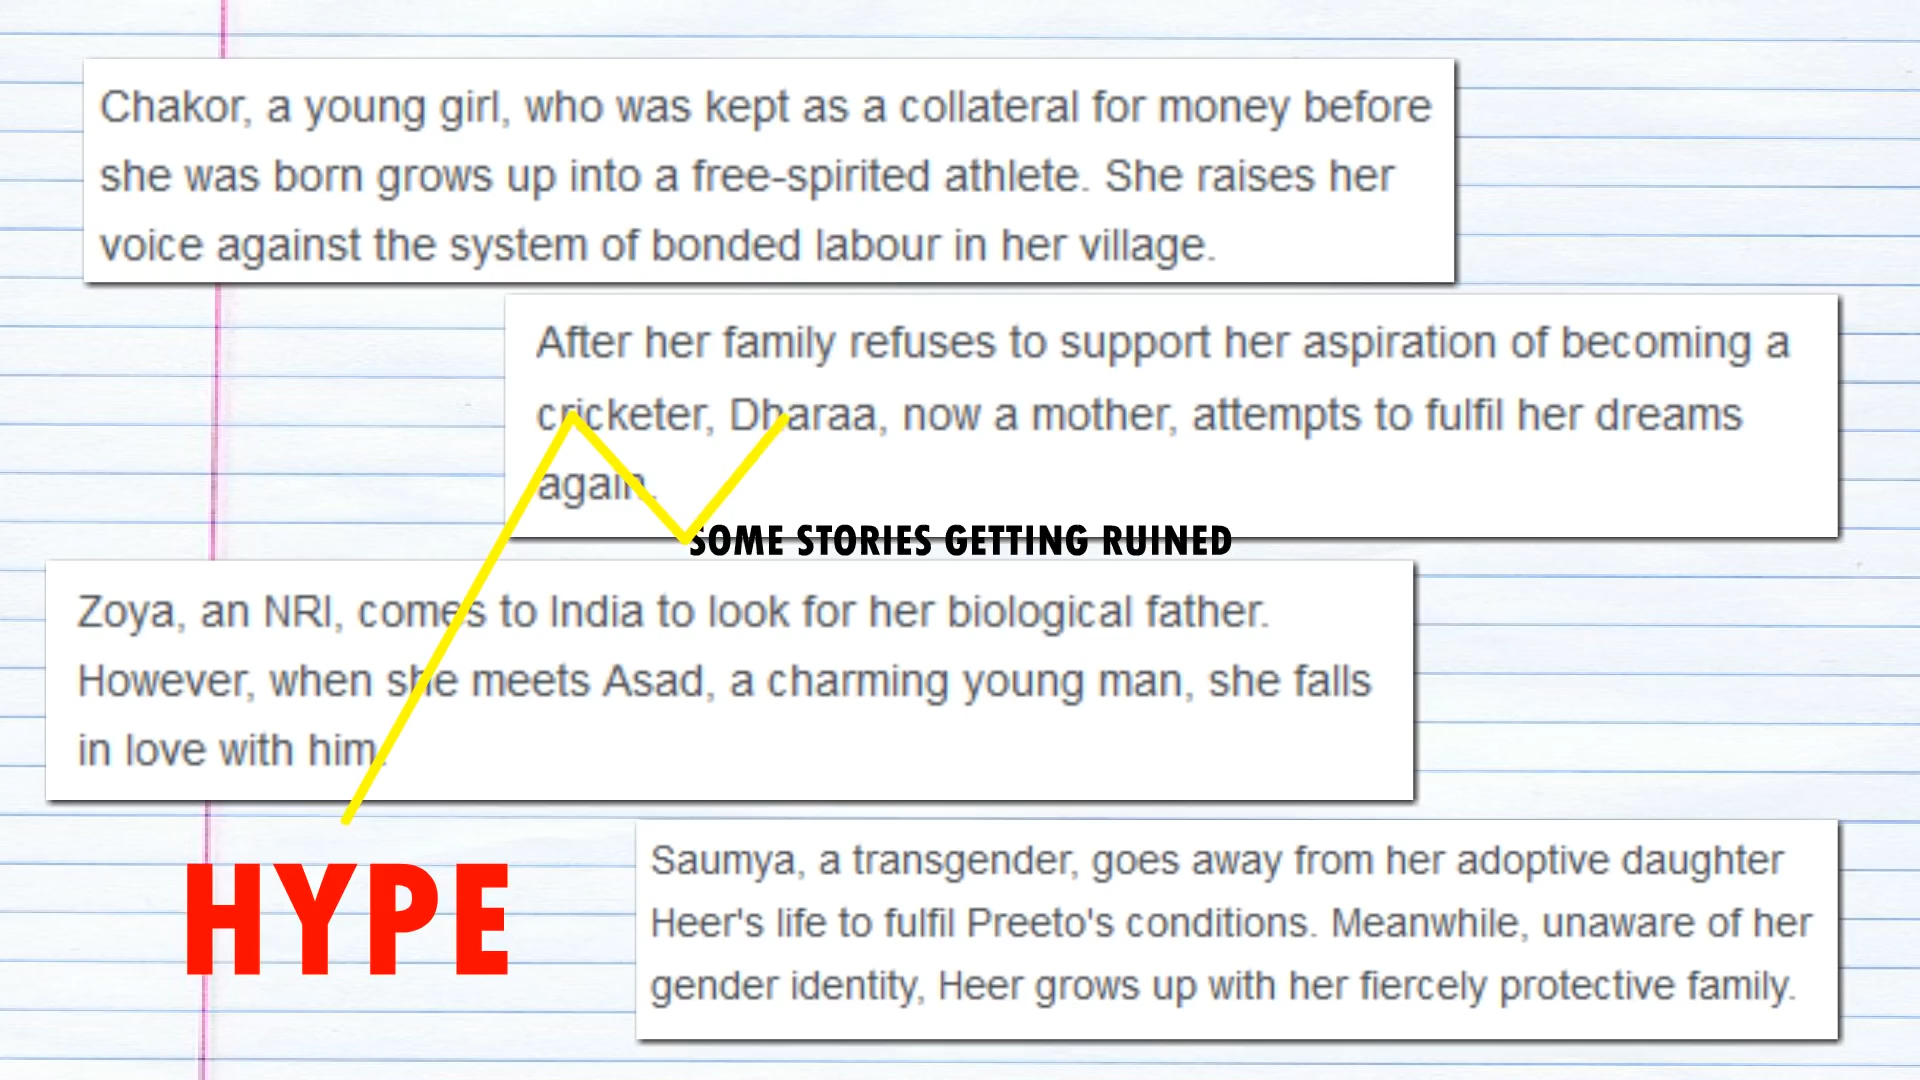 Chakor, a young girl, who was kept as a collateral for money before
she was born grows up into a free-spirited athlete. She raises her
voice against the system of bonded labour in her village.
After her family refuses to support her aspiration of becoming a
cricketer, Dharaa, now a mother, attempts to fulfil her dreams
again.
SOME STORIES GETTING RUINED
Zoya, an NRI, comes to India to look for her biological father.
However, when she meets Asad, a charming young man, she falls
in love with him.
HYPE
Saumya, a transgender, goes away from her adoptive daughter
Heer's life to fulfil Preeto's conditions. Meanwhile, unaware of her
gender identity, Heer grows up with her fiercely protective family.